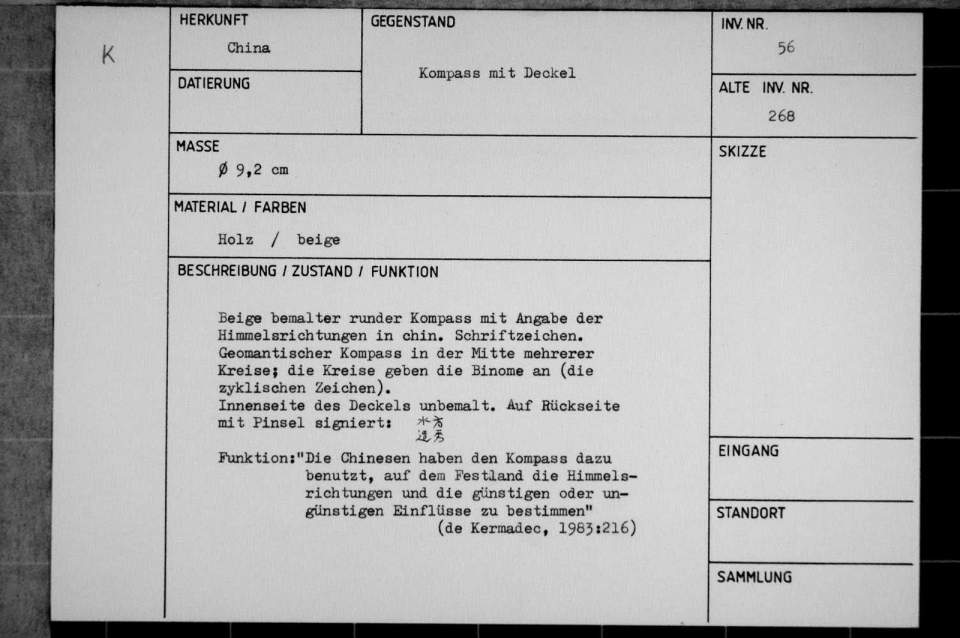 K
HERKUNFT
China
GEGENSTAND
Kompass mit Deckel
INV. NR.
56
DATIERUNG
ALTE INV. NR.
268
MASSE
Ø 9,2 cm
SKIZZE
MATERIAL / FARBEN
Holz / beige
BESCHREIBUNG / ZUSTAND / FUNKTION
Beige bemalter runder Kompass mit Angabe der
Himmelsrichtungen in chin. Schriftzeichen.
Geomantischer Kompass in der Mitte mehrerer
Kreise; die Kreise geben die Binome an (die
zyklischen Zeichen).
Innenseite des Deckels unbemalt. Auf Rückseite
mit Pinsel signiert:
Funktion:"Die Chinesen haben den Kompass dazu
benutzt, auf dem Festland die Himmels-
richtungen und die günstigen oder un-
günstigen Einflüsse zu bestimmen"
(de Kermadec, 1983:216)
EINGANG
STANDORT
SAMMLUNG